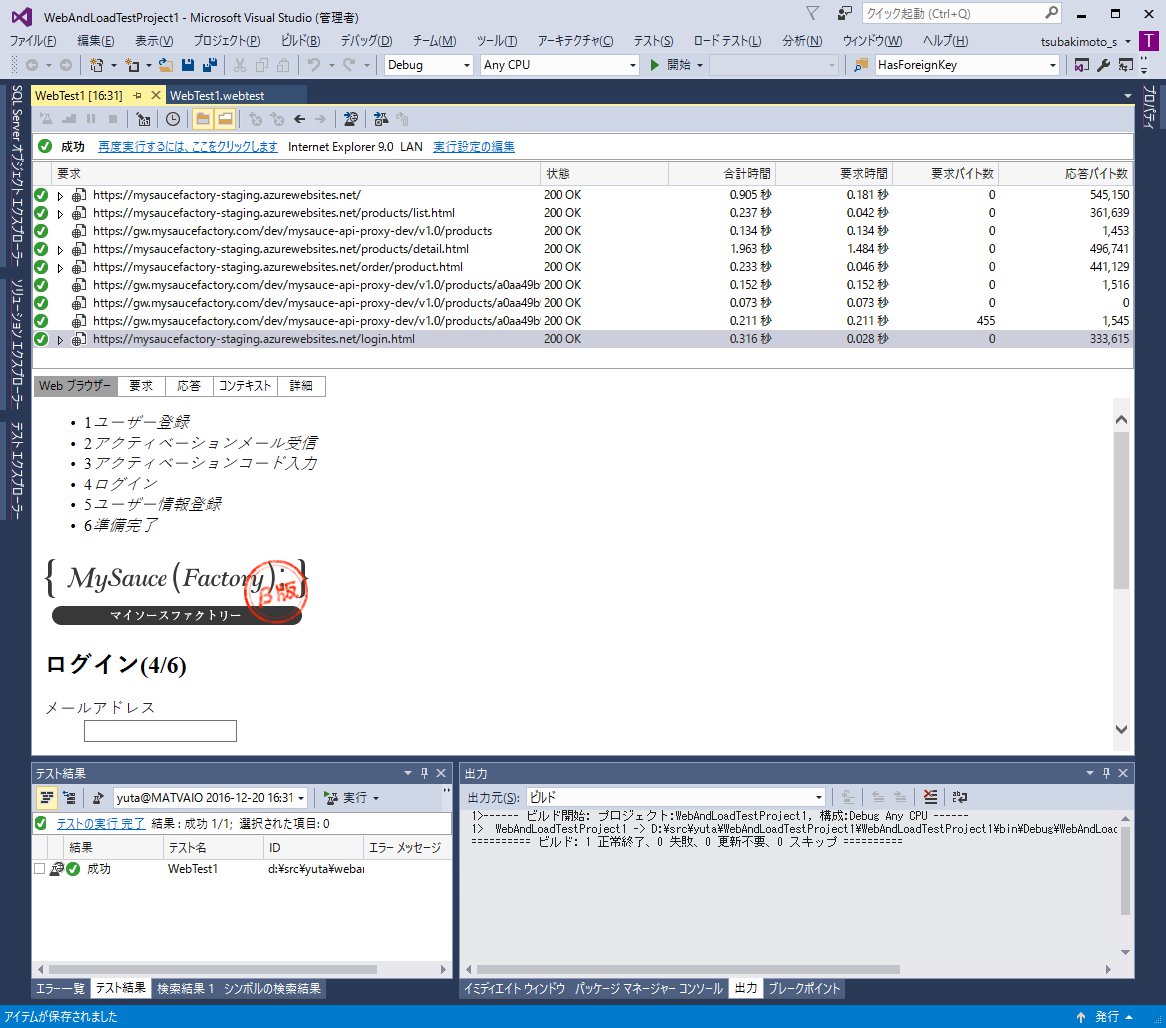 WebAndLoadTestProject1 - Microsoft Visual Studio (管理者)
クイック起動 (Ctrl+Q)
ファイル(F) 編集(E) 表示(V) プロジェクト(P) ビルド(B) デバッグ(D) チーム(M) ツール(T) アーキテクチャ(C) テスト(S) ロード テスト(L) 分析(N) ウィンドウ(W) ヘルプ(H) tsubakimoto_s T
Debug Any CPU 開始 HasForeignKey
SQL Server オブジェクト エクスプローラー
ソリューション エクスプローラー
テスト エクスプローラー
プロパティ
WebTest1 [16:31] WebTest1.webtest
成功 再度実行するには、ここをクリックします Internet Explorer 9.0 LAN 実行設定の編集
要求 状態 合計時間 要求時間 要求バイト数 応答バイト数
https://mysaucefactory-staging.azurewebsites.net/ 200 OK 0.905 秒 0.181 秒 0 545,150
https://mysaucefactory-staging.azurewebsites.net/products/list.html 200 OK 0.237 秒 0.042 秒 0 361,639
https://gw.mysaucefactory.com/dev/mysauce-api-proxy-dev/v1.0/products 200 OK 0.134 秒 0.134 秒 0 1,453
https://mysaucefactory-staging.azurewebsites.net/products/detail.html 200 OK 1.963 秒 1.484 秒 0 496,741
https://mysaucefactory-staging.azurewebsites.net/order/product.html 200 OK 0.233 秒 0.046 秒 0 441,129
https://gw.mysaucefactory.com/dev/mysauce-api-proxy-dev/v1.0/products/a0aa49b 200 OK 0.152 秒 0.152 秒 0 1,516
https://gw.mysaucefactory.com/dev/mysauce-api-proxy-dev/v1.0/products/a0aa49b 200 OK 0.073 秒 0.073 秒 0 0
https://gw.mysaucefactory.com/dev/mysauce-api-proxy-dev/v1.0/products/a0aa49b 200 OK 0.211 秒 0.211 秒 455 1,545
https://mysaucefactory-staging.azurewebsites.net/login.html 200 OK 0.316 秒 0.028 秒 0 333,615
Web ブラウザー 要求 応答 コンテキスト 詳細
• 1ユーザー登録
• 2アクティベーションメール受信
• 3アクティベーションコード入力
• 4ログイン
• 5ユーザー情報登録
• 6準備完了
{ MySauce (Factory); }
β版
マイソースファクトリー
ログイン(4/6)
メールアドレス
テスト結果
yuta@MATVAIO 2016-12-20 16:31 実行
テストの実行 完了 結果 : 成功 1/1; 選択された項目: 0
結果 テスト名 ID エラー メッセージ
成功 WebTest1 d:¥src¥yuta¥webar
出力
出力元(S): ビルド
1>------ ビルド開始: プロジェクト:WebAndLoadTestProject1, 構成:Debug Any CPU ------
1> WebAndLoadTestProject1 -> D:¥src¥yuta¥WebAndLoadTestProject1¥WebAndLoadTestProject1¥bin¥Debug¥WebAndLoad
========== ビルド: 1 正常終了、0 失敗、0 更新不要、0 スキップ ==========
エラー一覧 テスト結果 検索結果 1 シンボルの検索結果
イミディエイト ウィンドウ パッケージ マネージャー コンソール 出力 ブレークポイント
アイテムが保存されました 発行